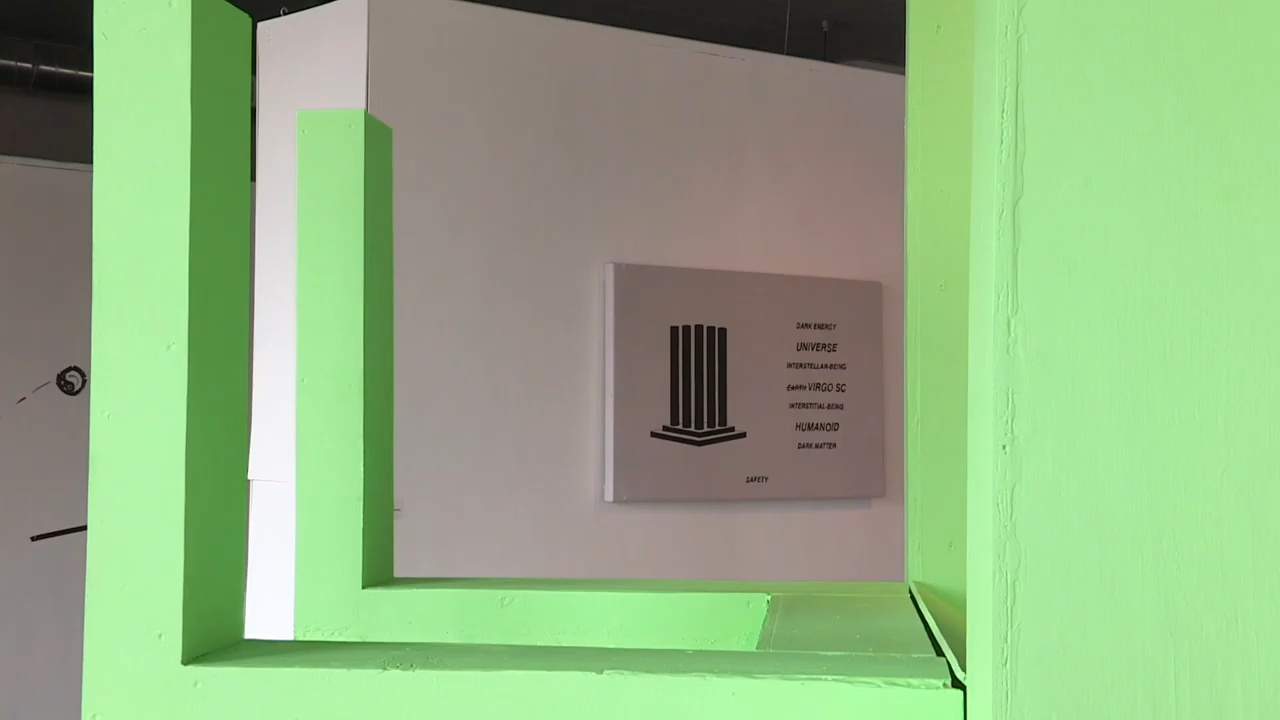 DARK ENERGY
UNIVERSE
INTERSTELLAR-BEING
EARTH VIRGO SC
INTERSTITIAL-BEING
HUMANOID
DARK MATTER
SAFETY